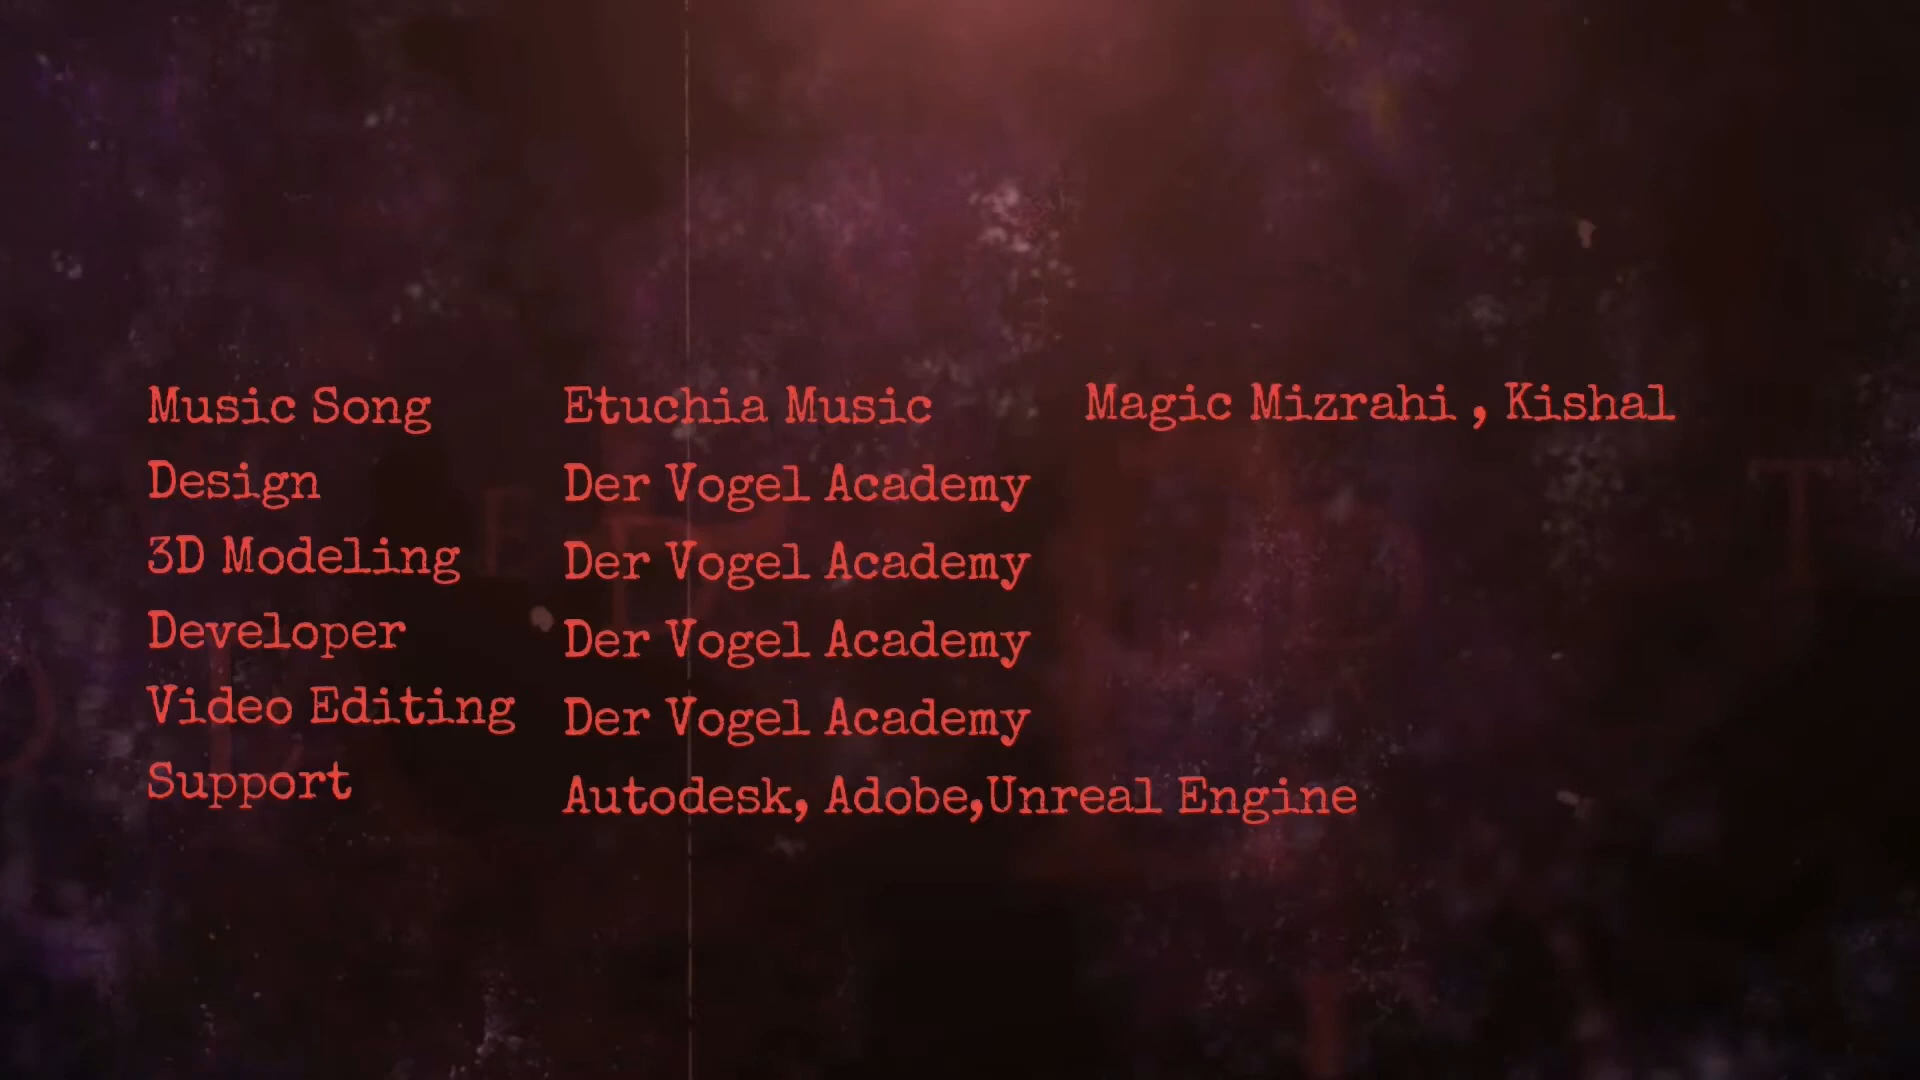 Music Song Etuchia Music Magic Mizrahi , Kishal
Design Der Vogel Academy
3D Modeling Der Vogel Academy
Developer Der Vogel Academy
Video Editing Der Vogel Academy
Support Autodesk, Adobe,Unreal Engine